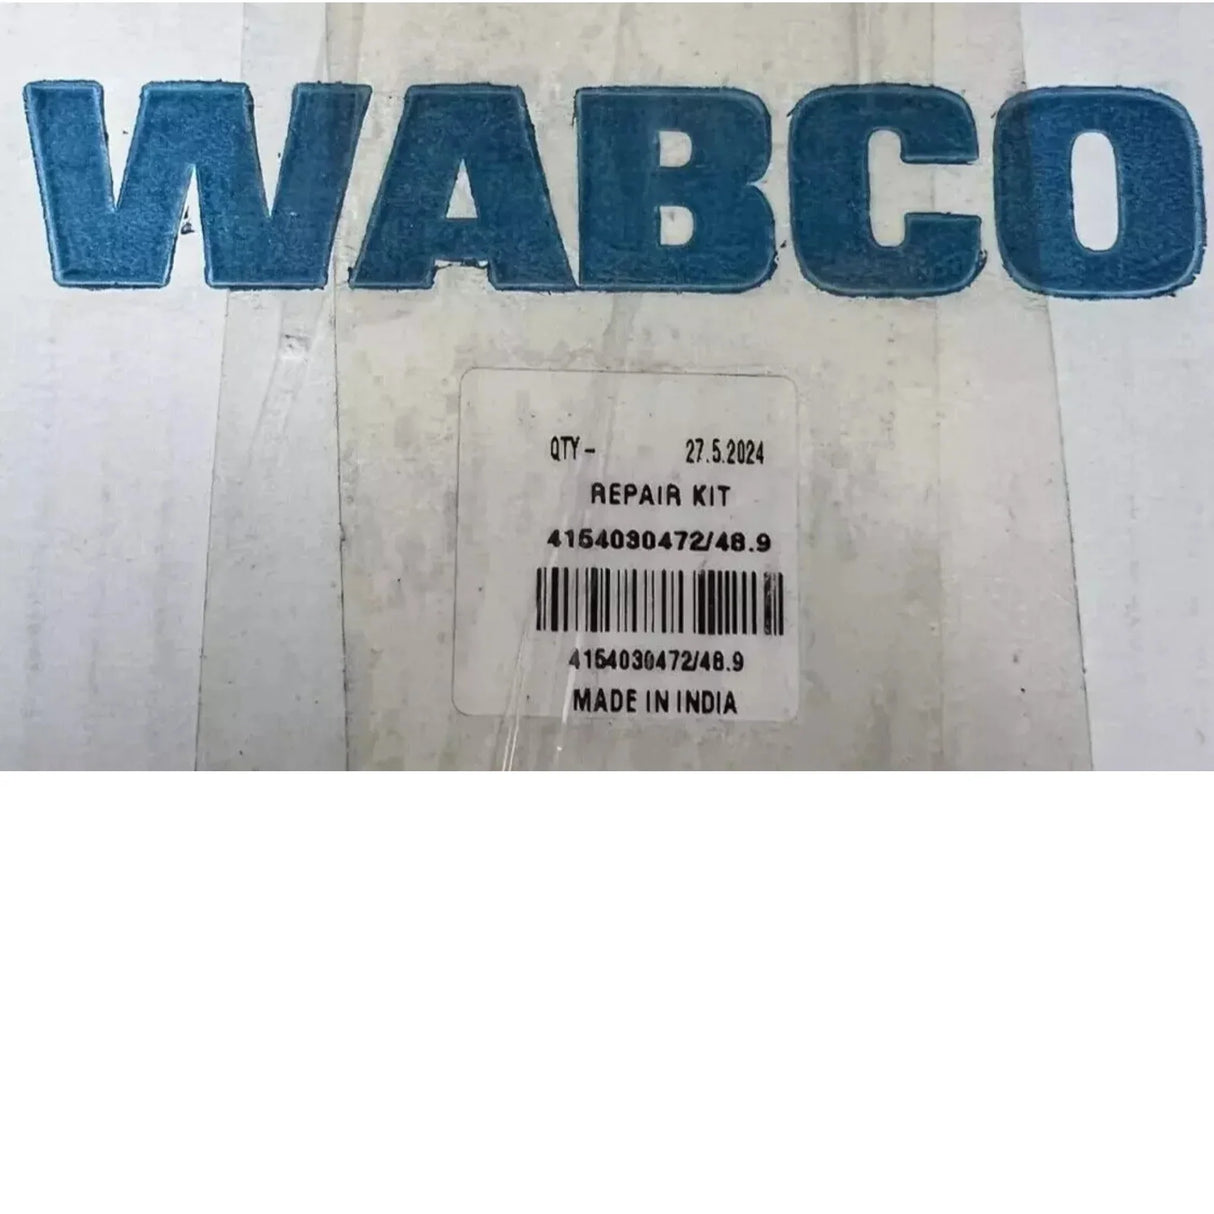 WABCO
QTY - 27.5.2024
REPAIR KIT
4154030472/48.9
4154030472/48.9
MADE IN INDIA